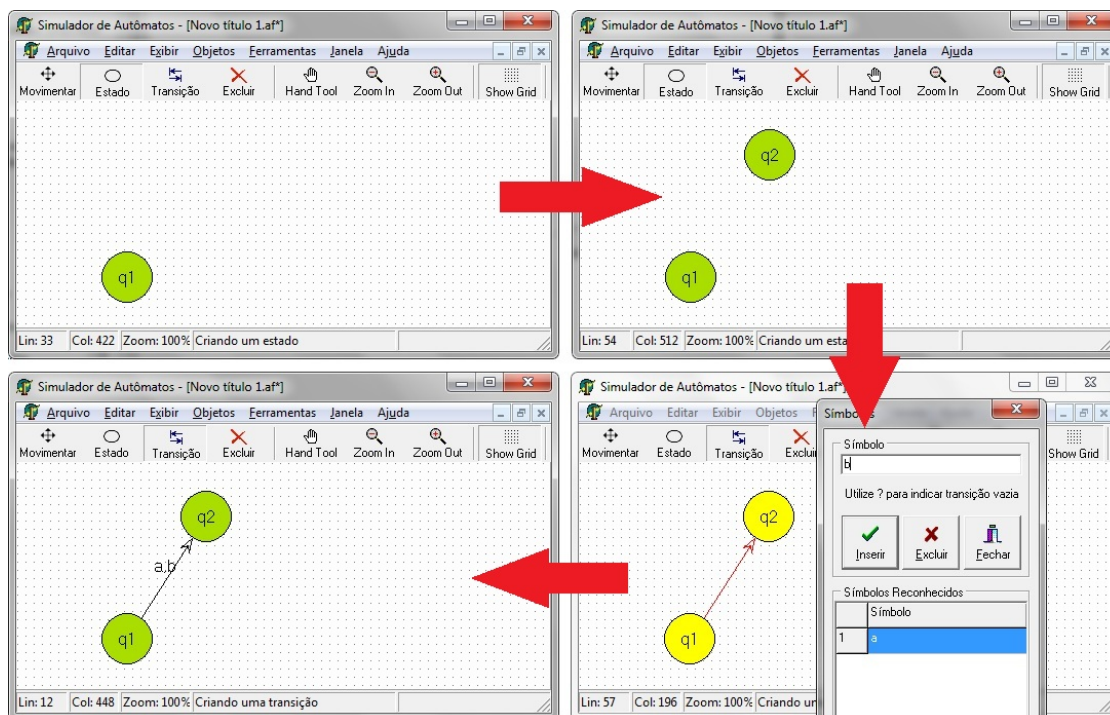 Simulador de Autômatos - [Novo título 1.af*]
Arquivo Editar Exibir Objetos Ferramentas Janela Ajuda
Movimentar Estado Transição Excluir Hand Tool Zoom In Zoom Out Show Grid
q1
Lin: 33 Col: 422 Zoom: 100% Criando um estado
Simulador de Autômatos - [Novo título 1.af*]
Arquivo Editar Exibir Objetos Ferramentas Janela Ajuda
Movimentar Estado Transição Excluir Hand Tool Zoom In Zoom Out Show Grid
q2
q1
Lin: 54 Col: 512 Zoom: 100% Criando um esta
Simulador de Autômatos - [Novo título 1.af*]
Arquivo Editar Exibir Objetos Ferramentas Janela Ajuda
Movimentar Estado Transição Excluir Hand Tool Zoom In Zoom Out Show Grid
q2
a,b
q1
Lin: 12 Col: 448 Zoom: 100% Criando uma transição
Simulador de Autômatos - [Novo título 1.af*]
Arquivo Editar Exibir Objetos
Movimentar Estado Transição Exclui Show Grid
q2
q1
Lin: 57 Col: 196 Zoom: 100% Criando
Símbolo
b
Utilize ? para indicar transição vazia
Inserir Excluir Fechar
Símbolos Reconhecidos
Símbolo
1 a